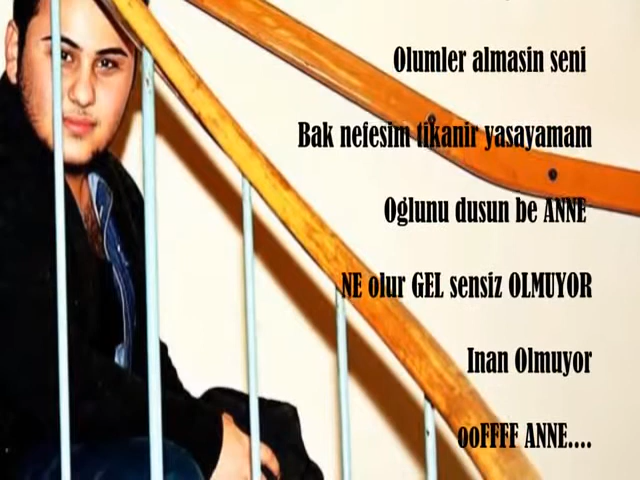 Olumler almasin seni
Bak nefesim tikanir yasayamam
Oglunu dusun be ANNE
NE olur GEL sensiz OLMUYOR
Inan Olmuyor
ooFFFF ANNE....